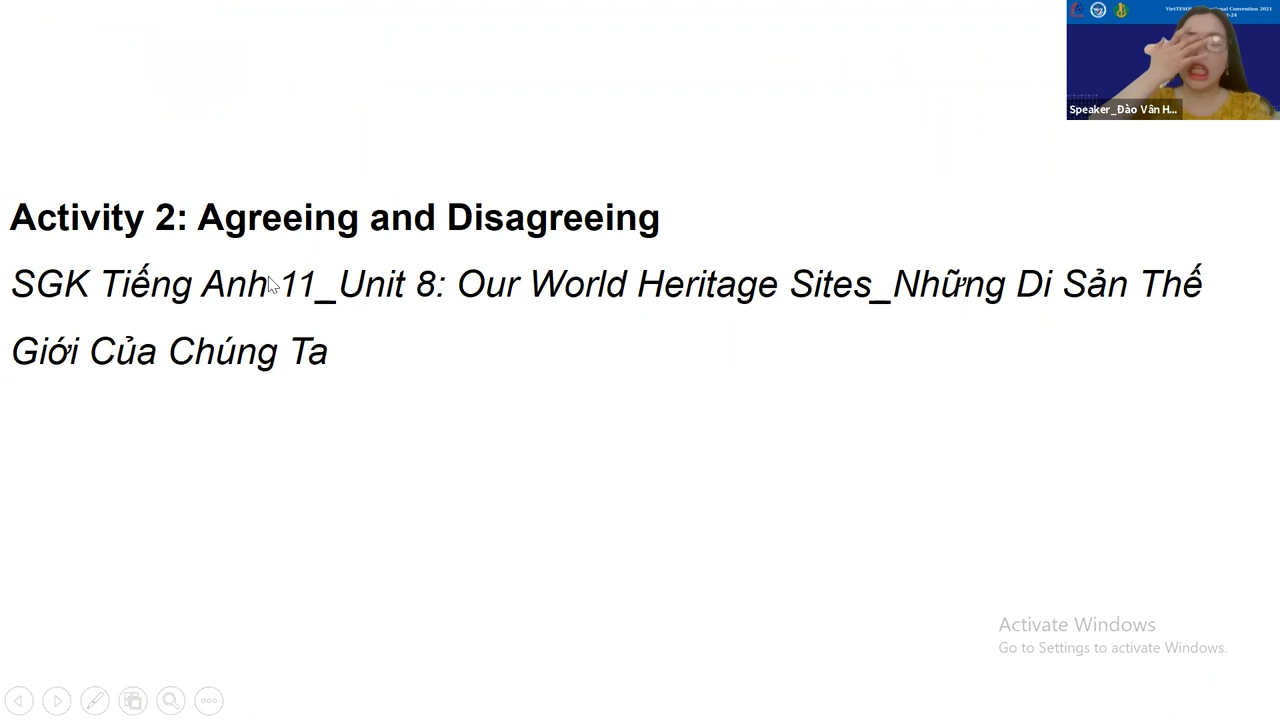 Activity 2: Agreeing and Disagreeing
SGK Tiếng Anh 11_Unit 8: Our World Heritage Sites_Những Di Sản Thế
Giới Của Chúng Ta
Speaker_Đào Vân H...
Activate Windows
Go to Settings to activate Windows.